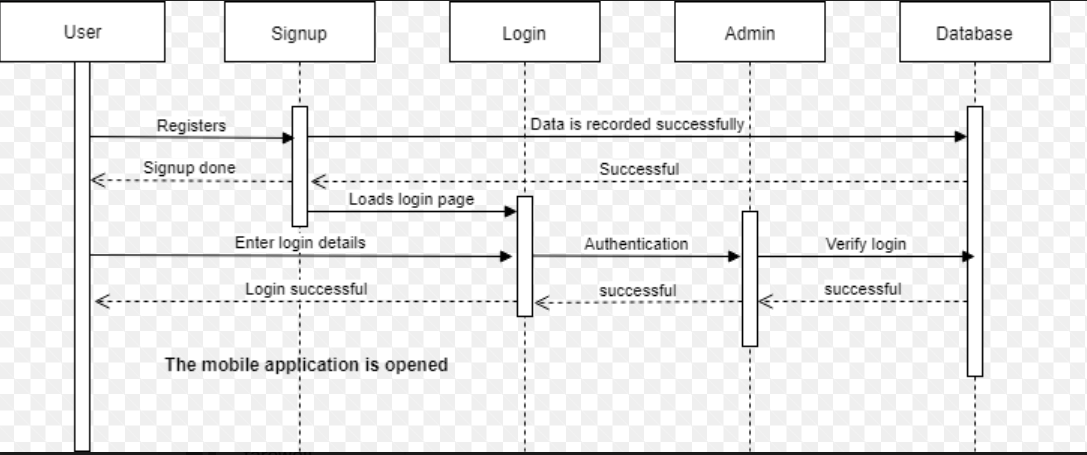 User
Signup
Login
Admin
Database
Registers
Data is recorded successfully
Signup done
Successful
Loads login page
Enter login details
Authentication
Verify login
Login successful
successful
successful
The mobile application is opened